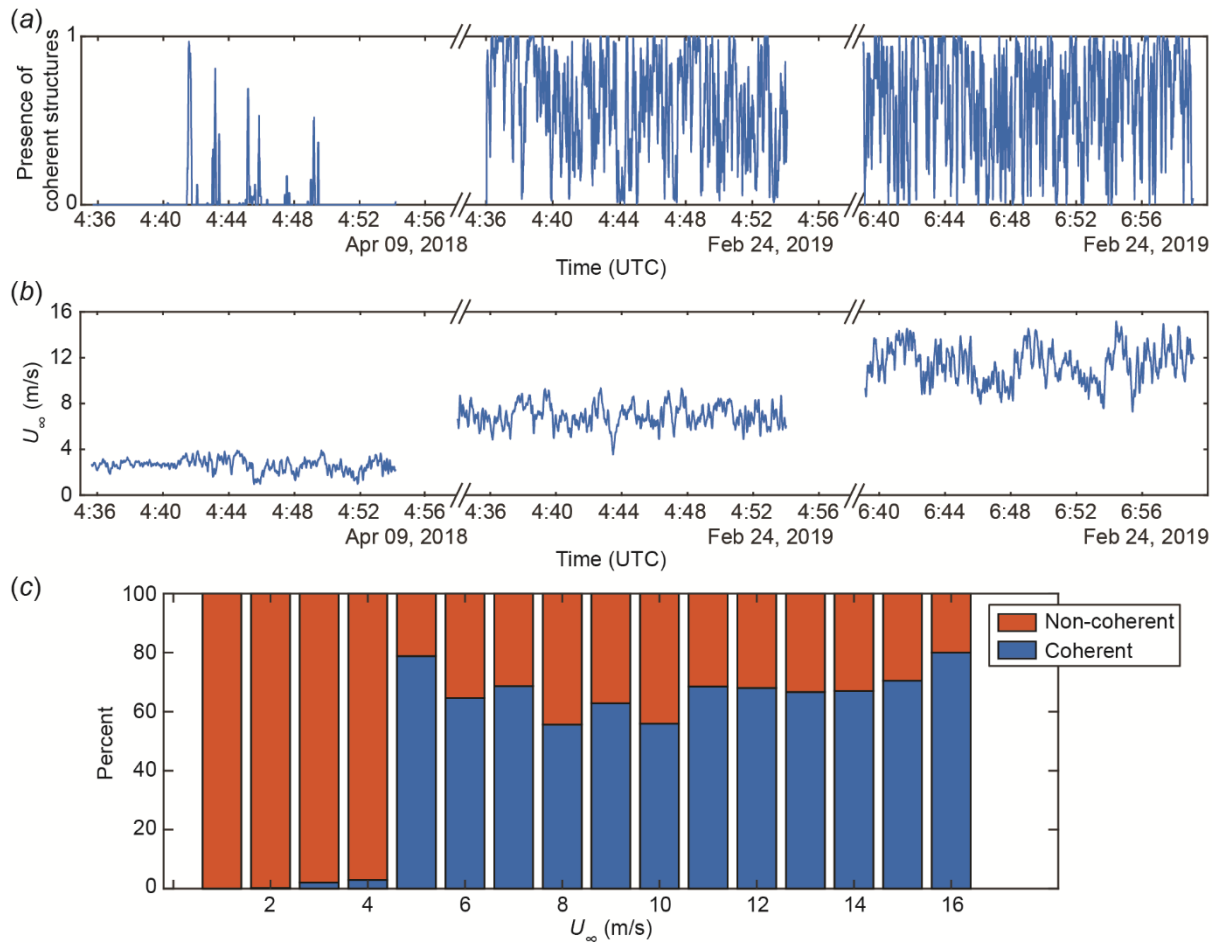 (a)
1
0
Presence of
coherent structures
4:36 4:40 4:44 4:48 4:52 4:56 4:36 4:40 4:44 4:48 4:52 4:56 6:40 6:44 6:48 6:52 6:56
Apr 09, 2018 Feb 24, 2019 Feb 24, 2019
Time (UTC)
(b)
16
12
8
4
0
U∞ (m/s)
4:36 4:40 4:44 4:48 4:52 4:56 4:36 4:40 4:44 4:48 4:52 4:56 6:40 6:44 6:48 6:52 6:56
Apr 09, 2018 Feb 24, 2019 Feb 24, 2019
Time (UTC)
(c)
100
80
60
40
20
0
Percent
Non-coherent
Coherent
2 4 6 8 10 12 14 16
U∞ (m/s)